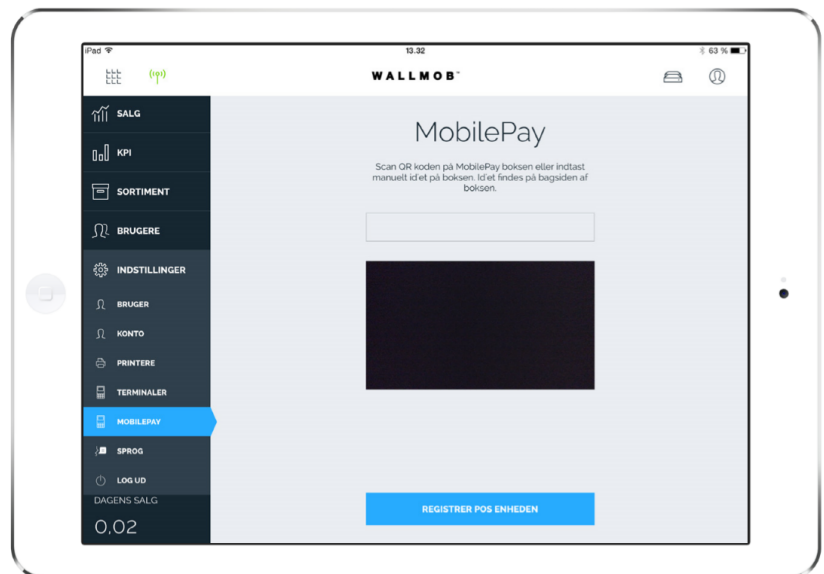 iPad
13.32
63 %
WALLMOB
SALG
KPI
SORTIMENT
BRUGERE
INDSTILLINGER
BRUGER
KONTO
PRINTERE
TERMINALER
MOBILEPAY
SPROG
LOG UD
DAGENS SALG
0,02
MobilePay
Scan QR koden på MobilePay boksen eller indtast
manuelt id'et på boksen. Id'et findes på bagsiden af
boksen.
REGISTRER POS ENHEDEN